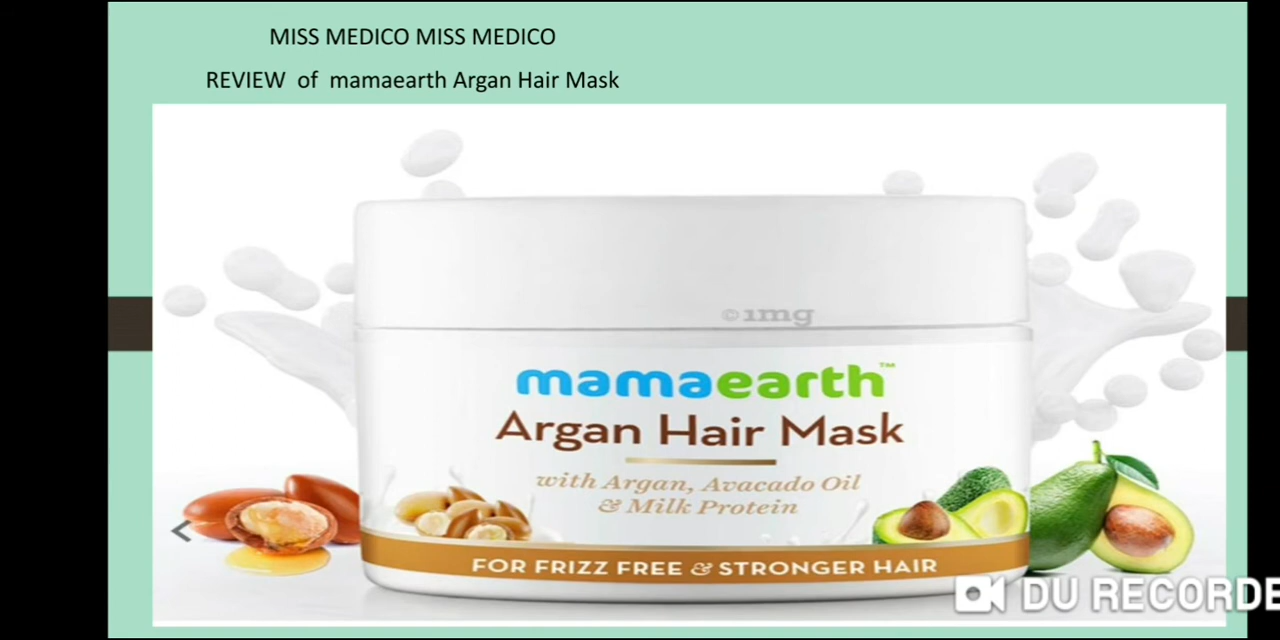 MISS MEDICO MISS MEDICO
REVIEW of mamaearth Argan Hair Mask
©1mg
mamaearth™
Argan Hair Mask
with Argan, Avacado Oil
& Milk Protein
FOR FRIZZ FREE & STRONGER HAIR
DU RECORDE